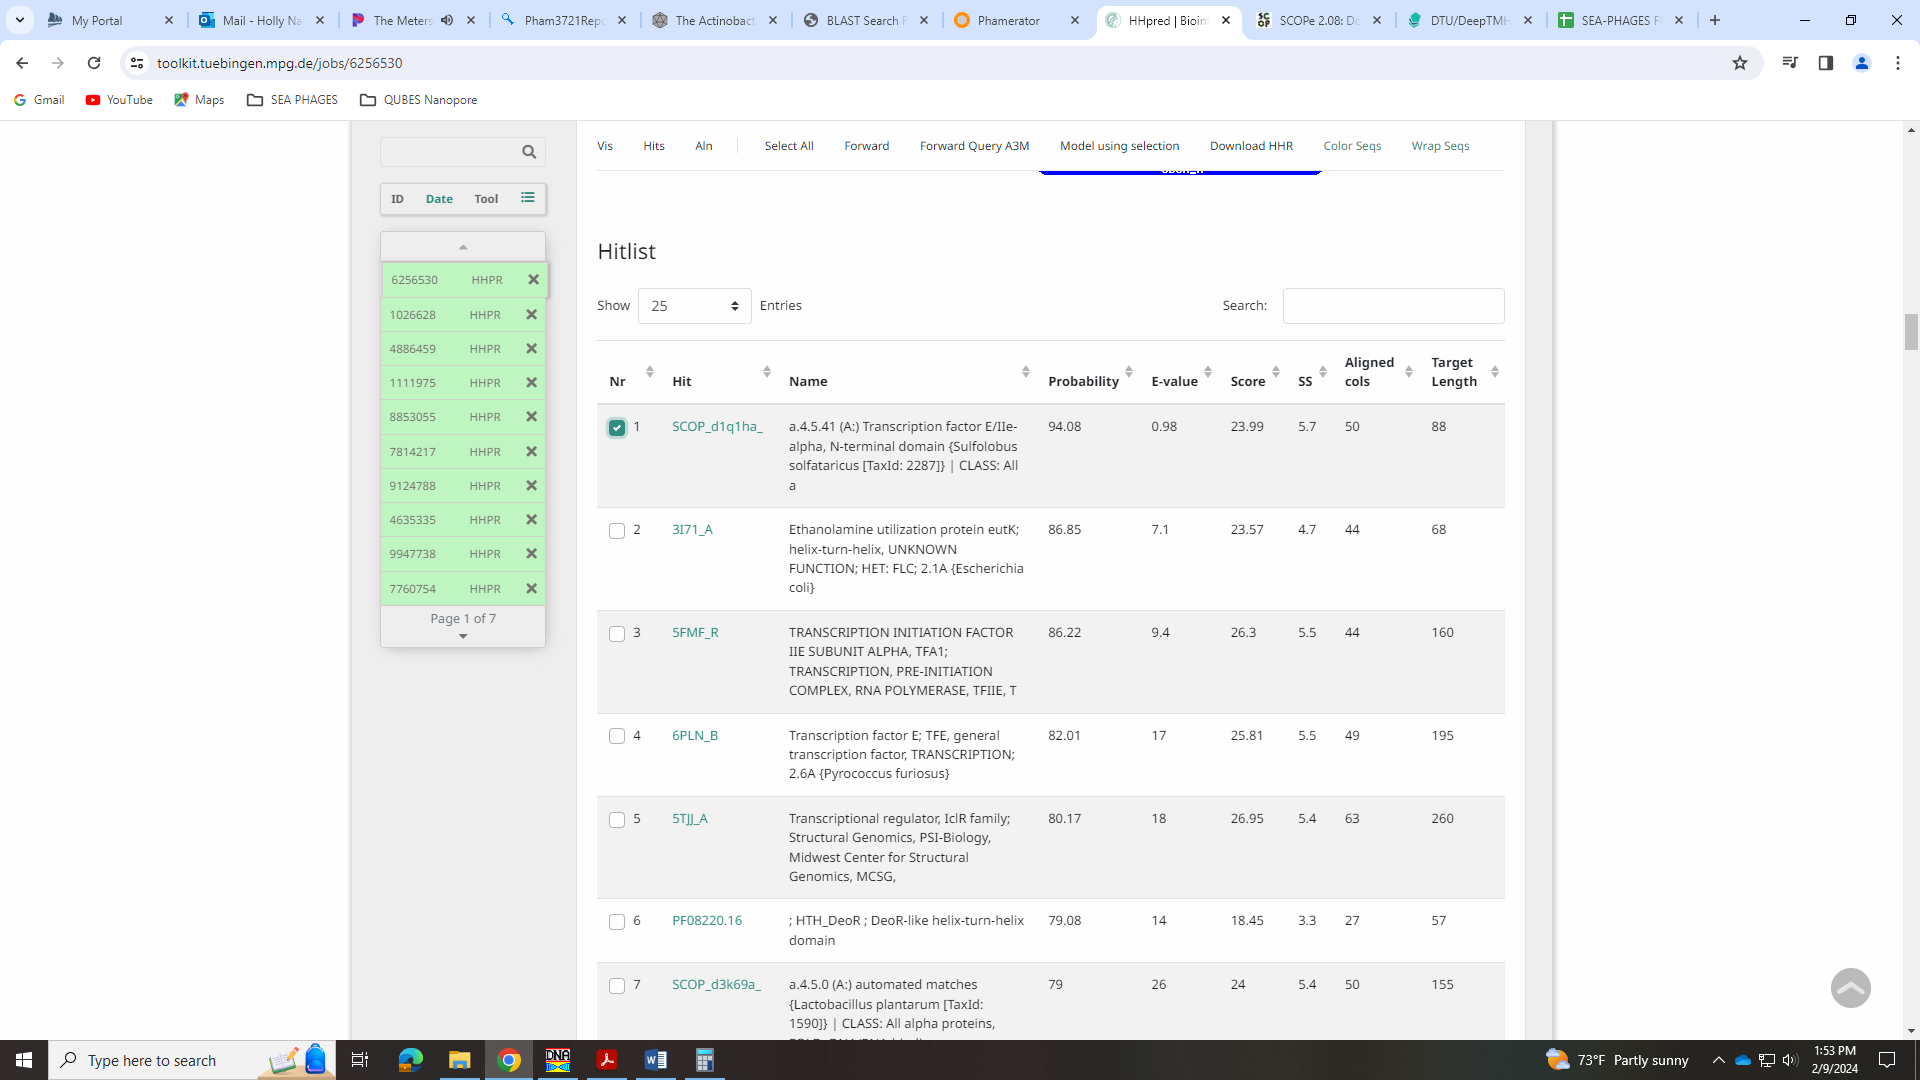 My Portal
Mail - Holly Na
The Meters
Pham3721Repo
The Actinobact
BLAST Search R
Phamerator
HHpred | Bioinf
SCOPe 2.08: Do
DTU/DeepTMH
SEA-PHAGES F
toolkit.tuebingen.mpg.de/jobs/6256530
Gmail YouTube Maps SEA PHAGES QUBES Nanopore
Vis Hits Aln Select All Forward Forward Query A3M Model using selection Download HHR Color Seqs Wrap Seqs
ID Date Tool
6256530 HHPR
1026628 HHPR
4886459 HHPR
1111975 HHPR
8853055 HHPR
7814217 HHPR
9124788 HHPR
4635335 HHPR
9947738 HHPR
7760754 HHPR
Page 1 of 7
Hitlist
Show 25 Entries Search:
Nr Hit Name Probability E-value Score SS Aligned cols Target Length
1 SCOP_d1q1ha_ a.4.5.41 (A:) Transcription factor E/IIe- 94.08 0.98 23.99 5.7 50 88
alpha, N-terminal domain {Sulfolobus
solfataricus [TaxId: 2287]} | CLASS: All
a
2 3I71_A Ethanolamine utilization protein eutK; 86.85 7.1 23.57 4.7 44 68
helix-turn-helix, UNKNOWN
FUNCTION; HET: FLC; 2.1A {Escherichia
coli}
3 5FMF_R TRANSCRIPTION INITIATION FACTOR 86.22 9.4 26.3 5.5 44 160
IIE SUBUNIT ALPHA, TFA1;
TRANSCRIPTION, PRE-INITIATION
COMPLEX, RNA POLYMERASE, TFIIE, T
4 6PLN_B Transcription factor E; TFE, general 82.01 17 25.81 5.5 49 195
transcription factor, TRANSCRIPTION;
2.6A {Pyrococcus furiosus}
5 5TJJ_A Transcriptional regulator, IclR family; 80.17 18 26.95 5.4 63 260
Structural Genomics, PSI-Biology,
Midwest Center for Structural
Genomics, MCSG,
6 PF08220.16 ; HTH_DeoR ; DeoR-like helix-turn-helix 79.08 14 18.45 3.3 27 57
domain
7 SCOP_d3k69a_ a.4.5.0 (A:) automated matches 79 26 24 5.4 50 155
{Lactobacillus plantarum [TaxId:
1590]} | CLASS: All alpha proteins,
Type here to search
DNA
73°F Partly sunny
1:53 PM
2/9/2024